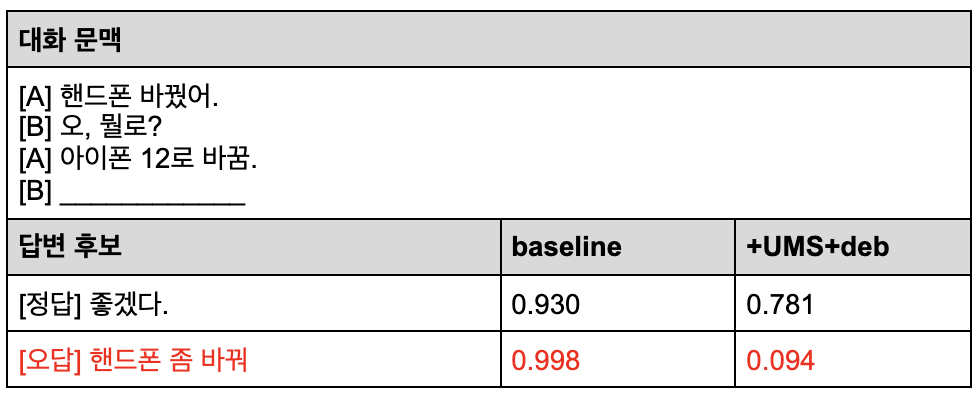 대화 문맥
[A] 핸드폰 바꿨어.
[B] 오, 뭘로?
[A] 아이폰 12로 바꿈.
[B] ____________
답변 후보 baseline +UMS+deb
[정답] 좋겠다. 0.930 0.781
[오답] 핸드폰 좀 바꿔 0.998 0.094